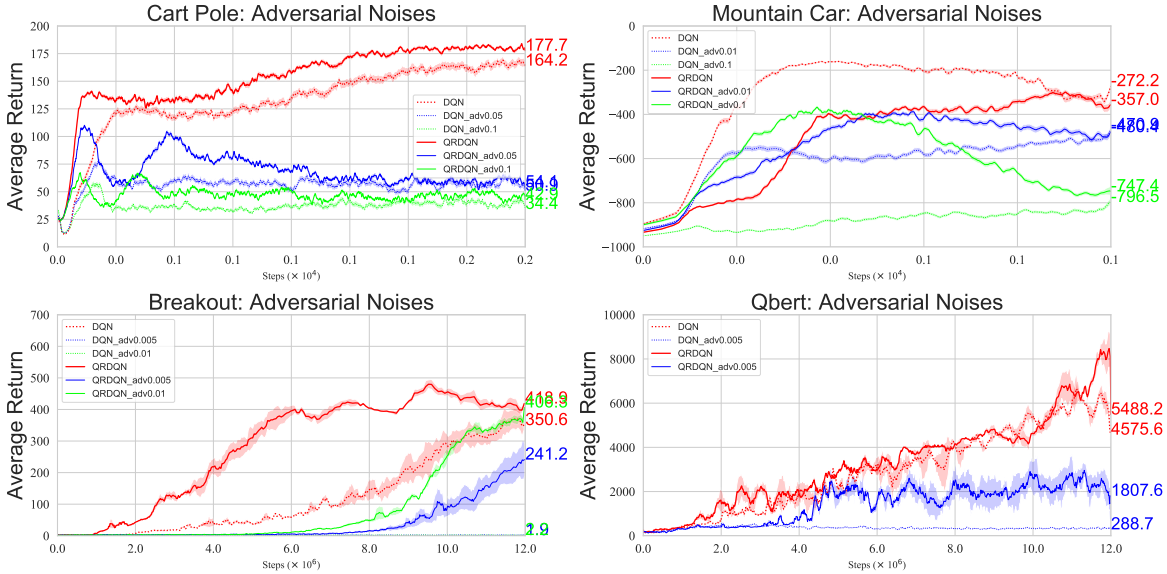 Cart Pole: Adversarial Noises
Average Return
200
175
150
125
100
75
50
25
0
DQN
DQN_adv0.05
DQN_adv0.1
QRDQN
QRDQN_adv0.05
QRDQN_adv0.1
177.7
164.2
34.4
0.0
0.0
0.1
0.1
0.1
0.1
0.1
0.2
0.2
Steps (× 10⁴)
Mountain Car: Adversarial Noises
Average Return
0
−200
−400
−600
−800
−1000
DQN
DQN_adv0.01
DQN_adv0.1
QRDQN
QRDQN_adv0.01
QRDQN_adv0.1
-272.2
-357.0
-747.4
-796.5
0.0
0.0
0.0
0.1
0.1
0.1
Steps (× 10⁴)
Breakout: Adversarial Noises
Average Return
700
600
500
400
300
200
100
0
DQN
DQN_adv0.005
DQN_adv0.01
QRDQN
QRDQN_adv0.005
QRDQN_adv0.01
418.9
350.6
241.2
0.0
2.0
4.0
6.0
8.0
10.0
12.0
Steps (× 10⁶)
Qbert: Adversarial Noises
Average Return
10000
8000
6000
4000
2000
0
DQN
DQN_adv0.005
QRDQN
QRDQN_adv0.005
5488.2
4575.6
1807.6
288.7
0.0
2.0
4.0
6.0
8.0
10.0
12.0
Steps (× 10⁶)